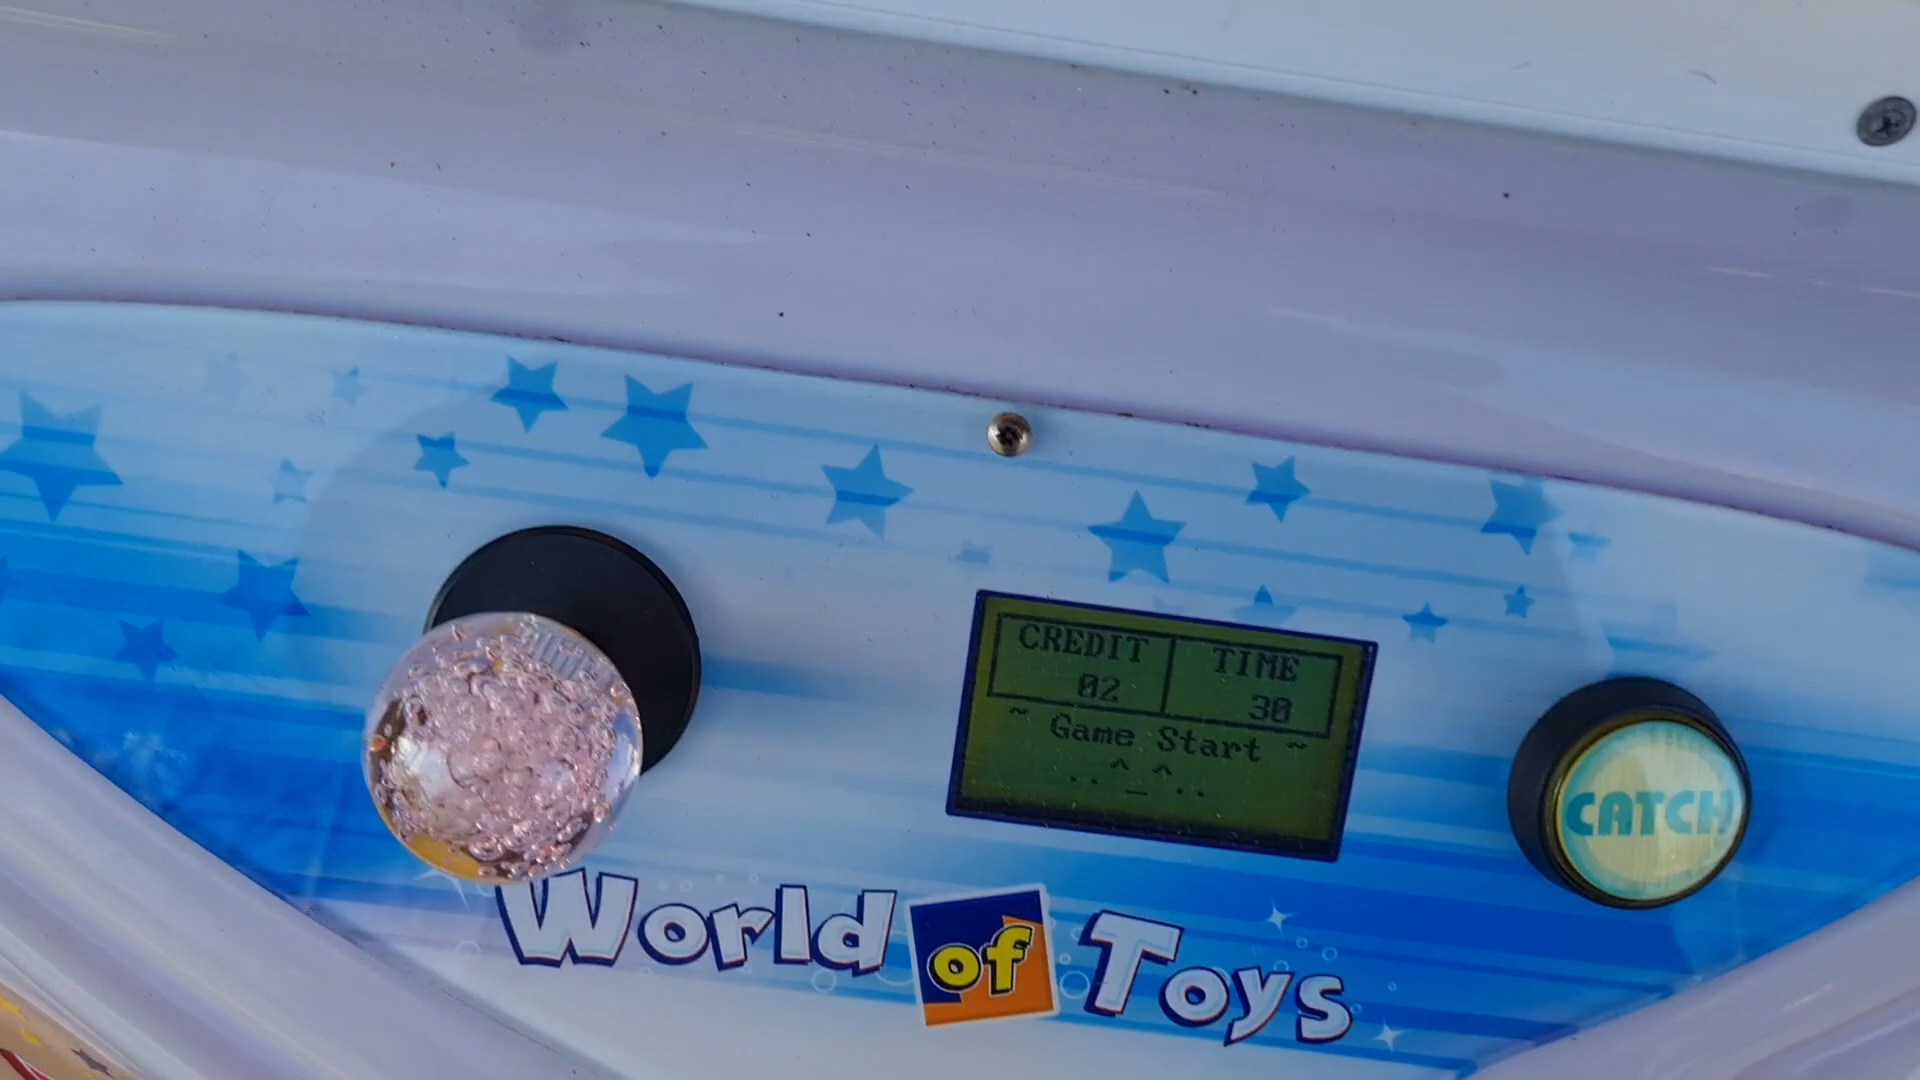 CREDIT TIME
02 30
~ Game Start ~
..^_^..
CATCH
World of Toys